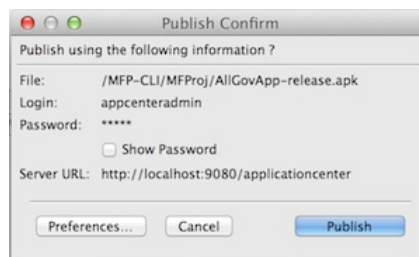 Publish Confirm
Publish using the following information ?
File: /MFP-CLI/MFProj/AllGovApp-release.apk
Login: appcenteradmin
Password: *****
Show Password
Server URL: http://localhost:9080/applicationcenter
Preferences... Cancel Publish